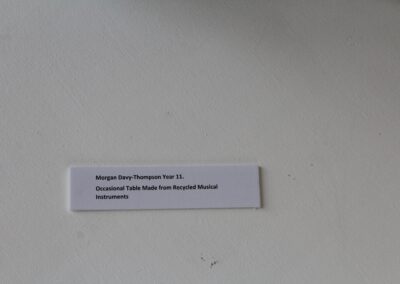 Morgan Davy-Thompson Year 11.
Occasional Table Made from Recycled Musical
Instruments